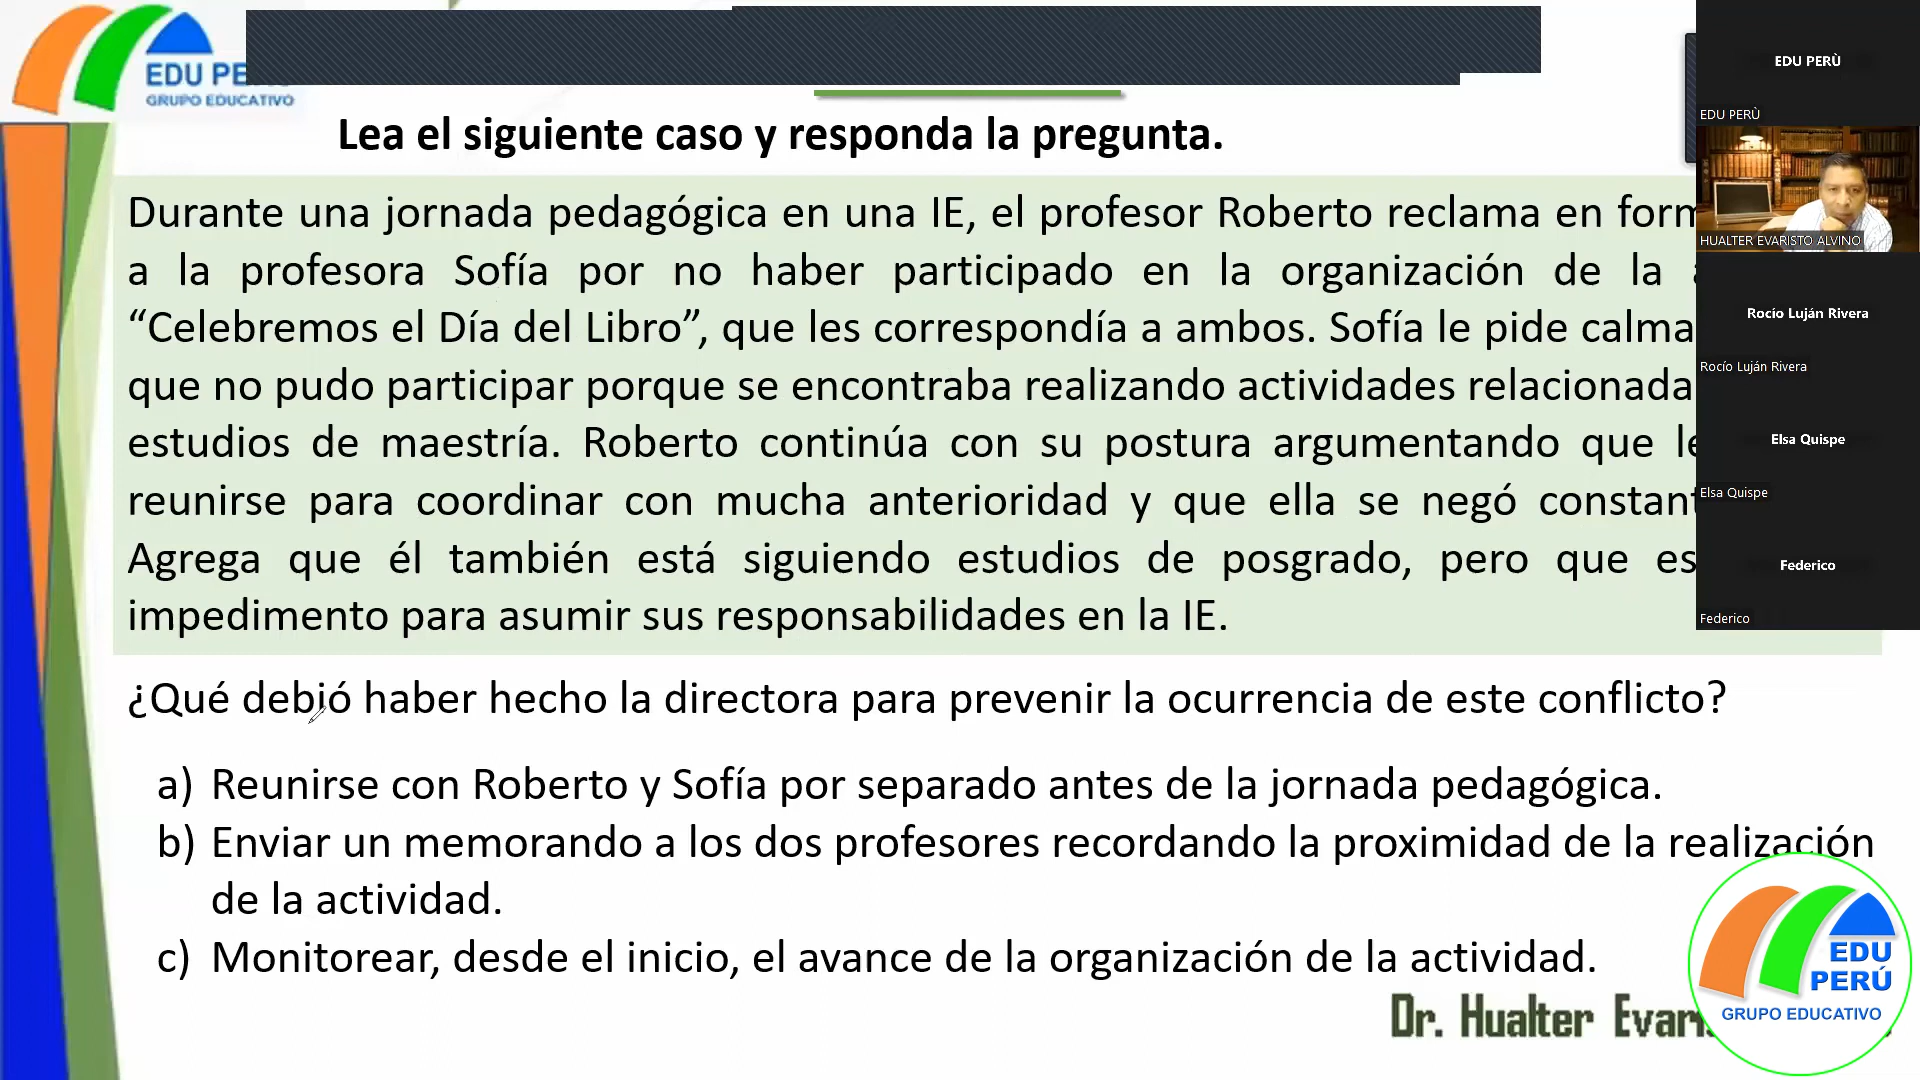 EDU PE
GRUPO EDUCATIVO
Lea el siguiente caso y responda la pregunta.
Durante una jornada pedagógica en una IE, el profesor Roberto reclama en
a la profesora Sofía por no haber participado en la organización de la
“Celebremos el Día del Libro”, que les correspondía a ambos. Sofía le pide calma
que no pudo participar porque se encontraba realizando actividades
estudios de maestría. Roberto continúa con su postura argumentando que
reunirse para coordinar con mucha anterioridad y que ella se negó
Agrega que él también está siguiendo estudios de posgrado, pero que
impedimento para asumir sus responsabilidades en la IE.
¿Qué debió haber hecho la directora para prevenir la ocurrencia de este conflicto?
a) Reunirse con Roberto y Sofía por separado antes de la jornada pedagógica.
b) Enviar un memorando a los dos profesores recordando la proximidad de la realización
de la actividad.
c) Monitorear, desde el inicio, el avance de la organización de la actividad.
Dr. Hualter
EDU
PERÚ
GRUPO EDUCATIVO
EDU PERÙ
EDU PERÙ
HUALTER EVARISTO ALVINO
Rocío Luján Rivera
Rocío Luján Rivera
Elsa Quispe
Elsa Quispe
Federico
Federico